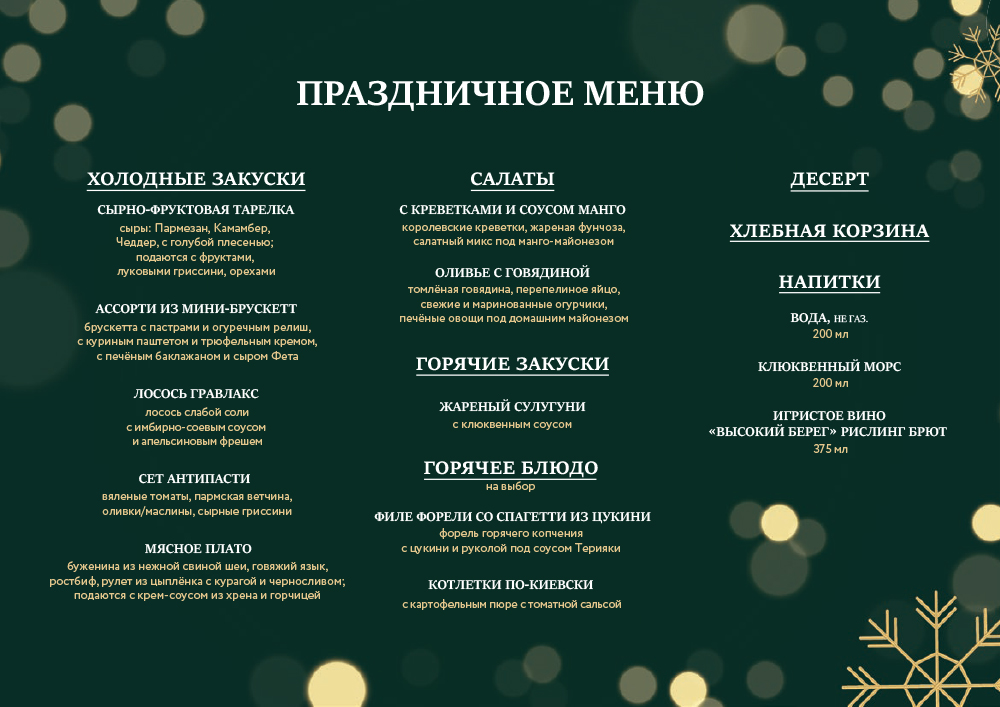 ПРАЗДНИЧНОЕ МЕНЮ
ХОЛОДНЫЕ ЗАКУСКИ
СЫРНО-ФРУКТОВАЯ ТАРЕЛКА
сыры: Пармезан, Камамбер,
Чеддер, с голубой плесенью;
подаются с фруктами,
луковыми гриссини, орехами
АССОРТИ ИЗ МИНИ-БРУСКЕТТ
брускетта с пастрами и огуречным релиш,
с куриным паштетом и трюфельным кремом,
с печёным баклажаном и сыром Фета
ЛОСОСЬ ГРАВЛАКС
лосось слабой соли
с имбирно-соевым соусом
и апельсиновым фрешем
СЕТ АНТИПАСТИ
вяленые томаты, пармская ветчина,
оливки/маслины, сырные гриссини
МЯСНОЕ ПЛАТО
буженина из нежной свиной шеи, говяжий язык,
ростбиф, рулет из цыплёнка с курагой и черносливом;
подаются с крем-соусом из хрена и горчицей
САЛАТЫ
С КРЕВЕТКАМИ И СОУСОМ МАНГО
королевские креветки, жареная фунчоза,
салатный микс под манго-майонезом
ОЛИВЬЕ С ГОВЯДИНОЙ
томлёная говядина, перепелиное яйцо,
свежие и маринованные огурчики,
печёные овощи под домашним майонезом
ГОРЯЧИЕ ЗАКУСКИ
ЖАРЕНЫЙ СУЛУГУНИ
с клюквенным соусом
ГОРЯЧЕЕ БЛЮДО
на выбор
ФИЛЕ ФОРЕЛИ СО СПАГЕТТИ ИЗ ЦУКИНИ
форель горячего копчения
с цукини и руколой под соусом Терияки
КОТЛЕТКИ ПО-КИЕВСКИ
с картофельным пюре с томатной сальсой
ДЕСЕРТ
ХЛЕБНАЯ КОРЗИНА
НАПИТКИ
ВОДА, НЕ ГАЗ.
200 мл
КЛЮКВЕННЫЙ МОРС
200 мл
ИГРИСТОЕ ВИНО
«ВЫСОКИЙ БЕРЕГ» РИСЛИНГ БРЮТ
375 мл